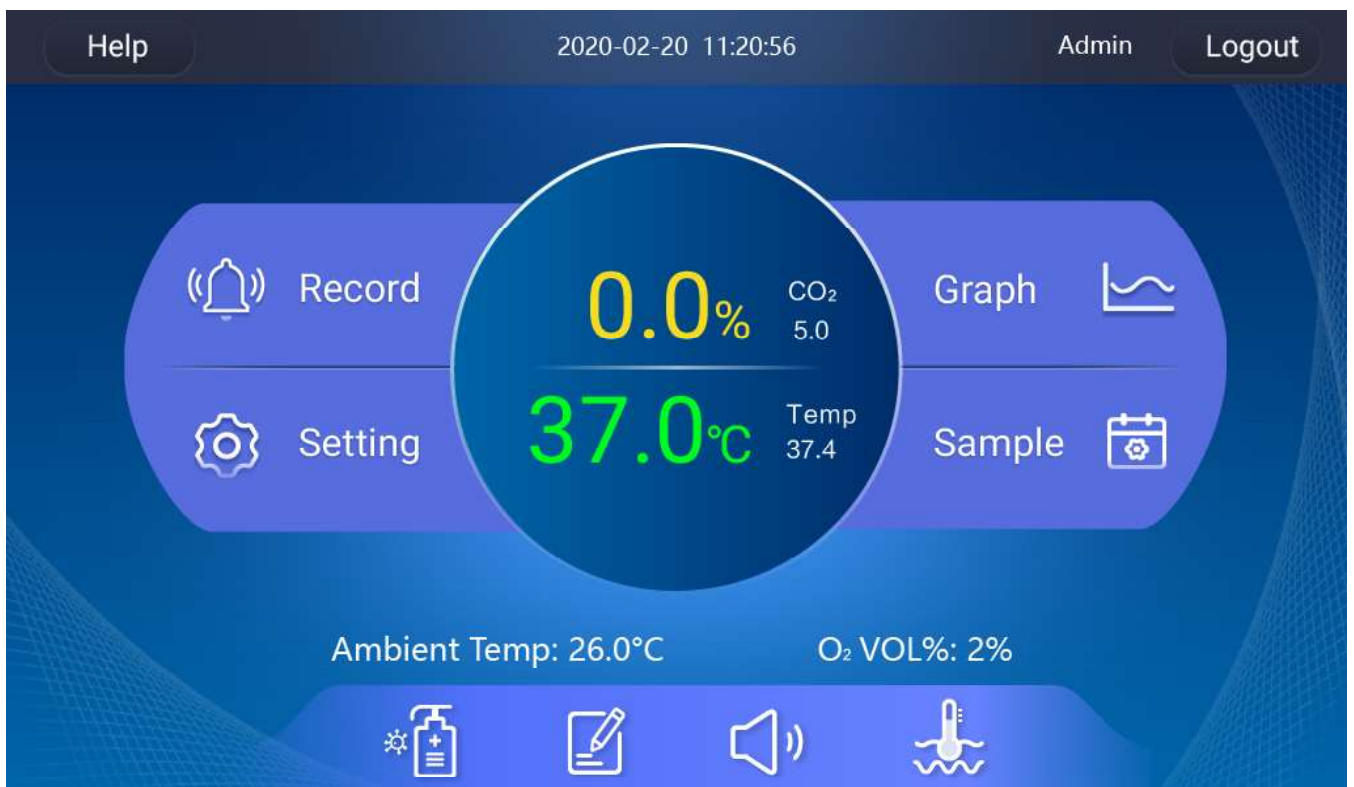 Help 2020-02-20 11:20:56 Admin Logout
Record
Setting
0.0% CO₂
5.0
37.0°C Temp
37.4
Graph
Sample
Ambient Temp: 26.0°C O₂ VOL%: 2%